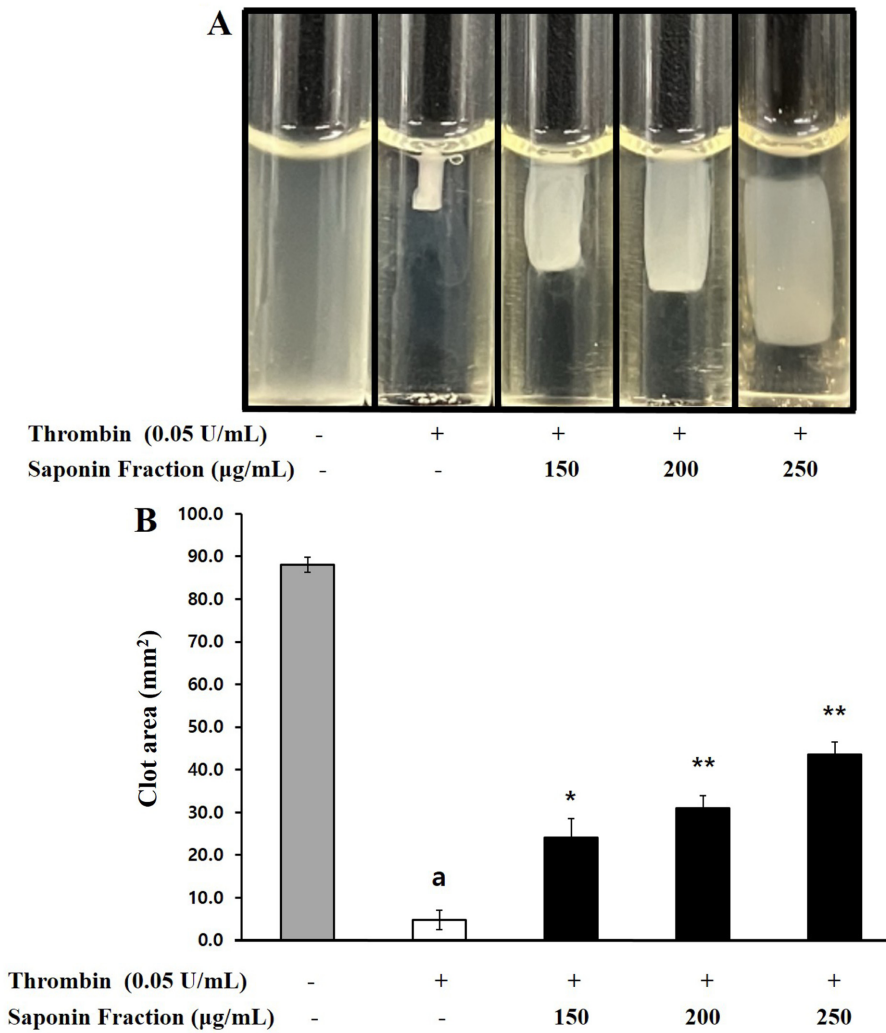 A
Thrombin (0.05 U/mL) - + + + +
Saponin Fraction (μg/mL) - - 150 200 250
B
100.0
90.0
80.0
70.0
60.0
50.0
40.0
30.0
20.0
10.0
0.0
Clot area (mm²)
a
*
**
**
Thrombin (0.05 U/mL) - + + + +
Saponin Fraction (μg/mL) - - 150 200 250